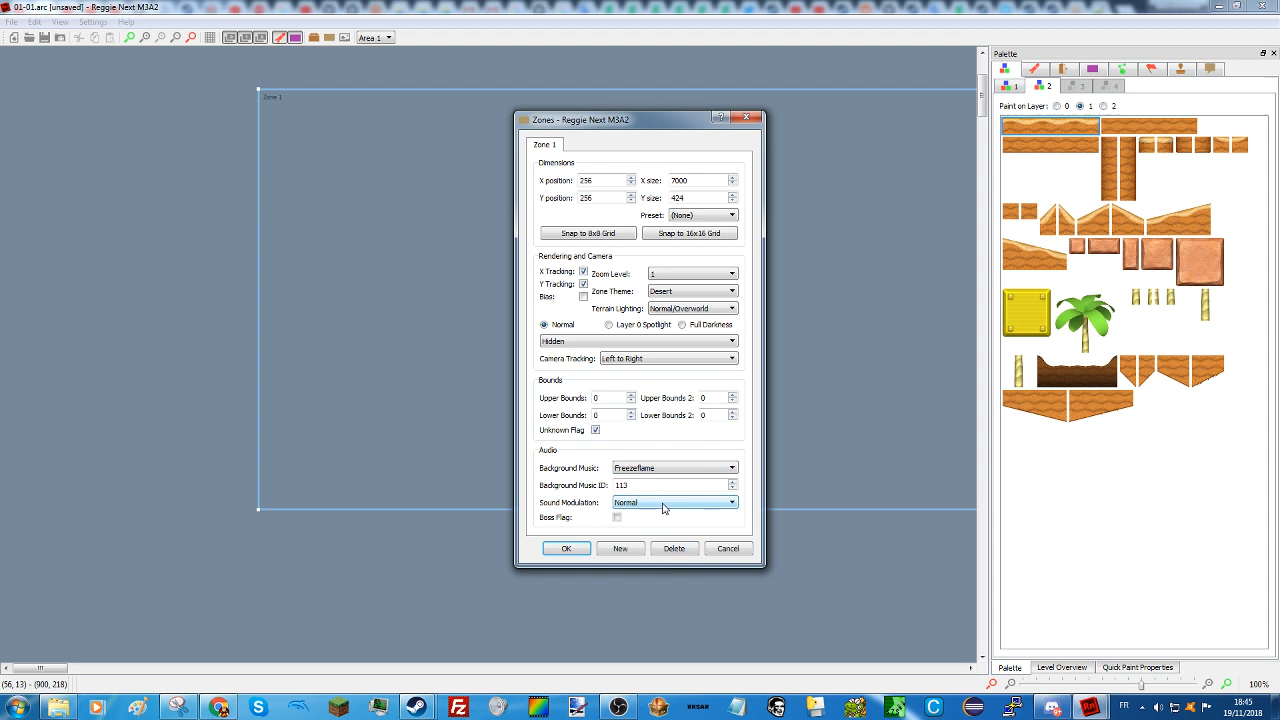 01-01.arc [unsaved] - Reggie Next M3A2
File Edit View Settings Help
Area 1
Palette
1 2 3 4
Paint on Layer: 0 1 2
Zone 1
Zones - Reggie Next M3A2
?
Zone 1
Dimensions
X position: 256 X size: 7000
Y position: 256 Y size: 424
Preset: (None)
Snap to 8x8 Grid Snap to 16x16 Grid
Rendering and Camera
X Tracking: Zoom Level: 1
Y Tracking: Zone Theme: Desert
Bias: Terrain Lighting: Normal/Overworld
Normal Layer 0 Spotlight Full Darkness
Hidden
Camera Tracking: Left to Right
Bounds
Upper Bounds: 0 Upper Bounds 2: 0
Lower Bounds: 0 Lower Bounds 2: 0
Unknown Flag
Audio
Background Music: Freezeflame
Background Music ID: 113
Sound Modulation: Normal
Boss Flag:
OK New Delete Cancel
Palette Level Overview Quick Paint Properties
(56, 13) - (900, 218) 100%
BRSAR
FR 18:45
19/11/2018